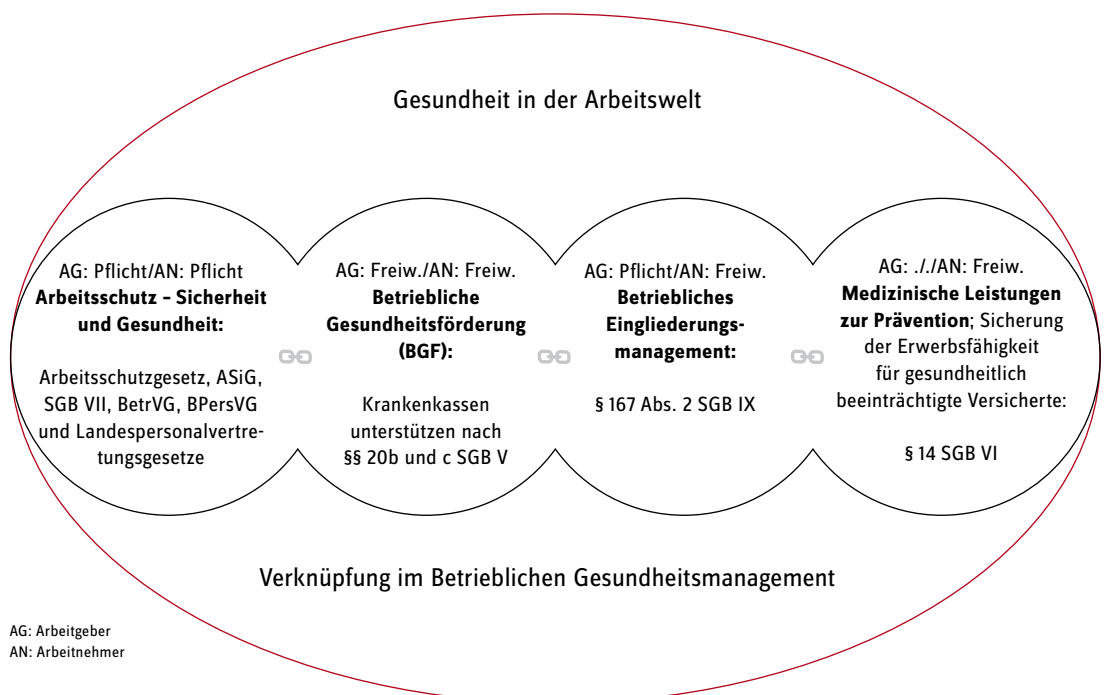 Gesundheit in der Arbeitswelt
AG: Pflicht/AN: Pflicht
Arbeitsschutz – Sicherheit
und Gesundheit:
Arbeitsschutzgesetz, ASiG,
SGB VII, BetrVG, BPersVG
und Landespersonalvertre-
tungsgesetze
AG: Freiw./AN: Freiw.
Betriebliche
Gesundheitsförderung
(BGF):
Krankenkassen
unterstützen nach
§§ 20b und c SGB V
AG: Pflicht/AN: Freiw.
Betriebliches
Eingliederungs-
management:
§ 167 Abs. 2 SGB IX
AG: ././AN: Freiw.
Medizinische Leistungen
zur Prävention; Sicherung
der Erwerbsfähigkeit
für gesundheitlich
beeinträchtigte Versicherte:
§ 14 SGB VI
Verknüpfung im Betrieblichen Gesundheitsmanagement
AG: Arbeitgeber
AN: Arbeitnehmer